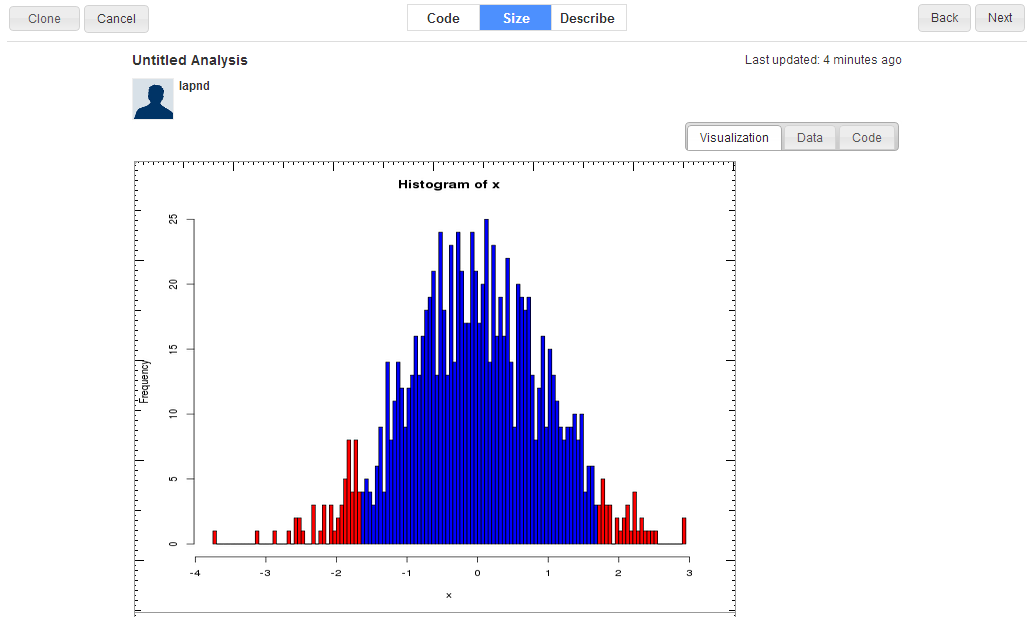 Clone Cancel Code Size Describe Back Next
Untitled Analysis Last updated: 4 minutes ago
lapnd
Visualization Data Code
Histogram of x
Frequency
25
20
15
10
5
0
-4 -3 -2 -1 0 1 2 3
x